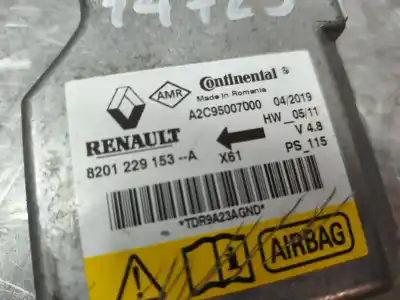 14725
Continental
AMR
Made in Romania
A2C95007000 04/2019
HW_05/11
RENAULT
V 4.8
8201 229 153--A X61 PS_115
*TDR9A23AGND*
AIRBAG